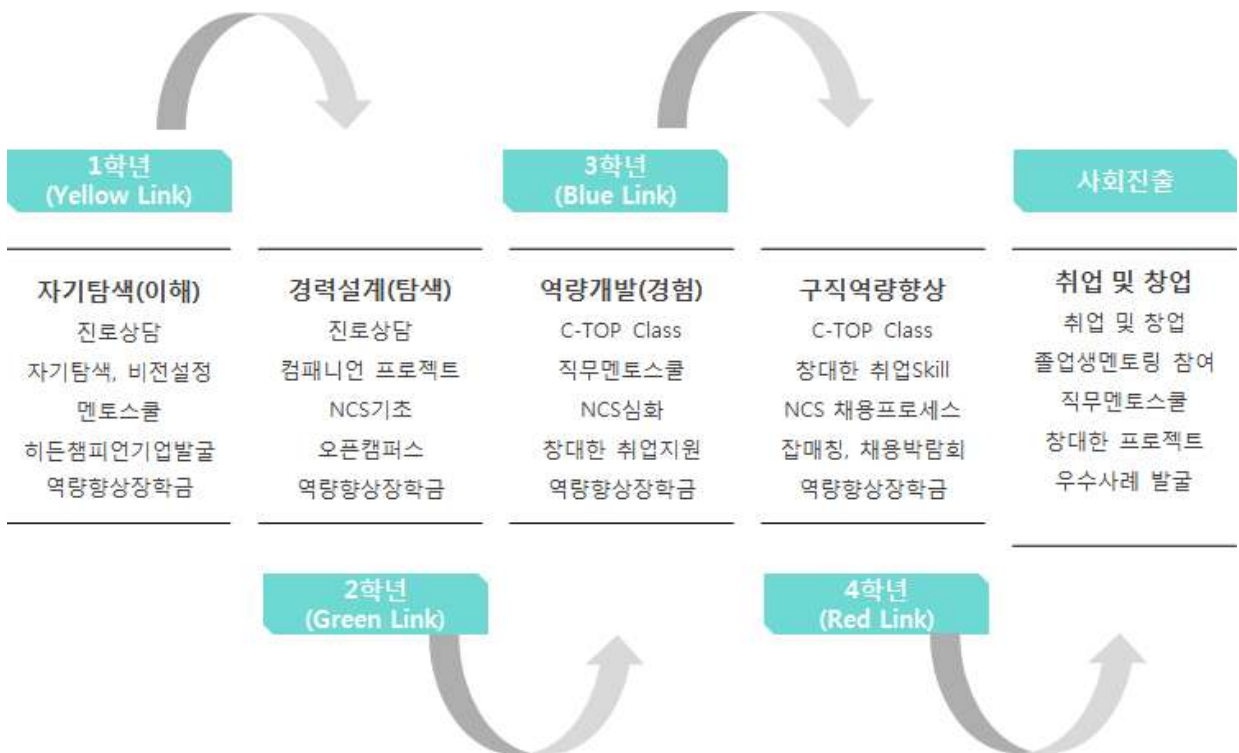 1학년
(Yellow Link)
자기탐색(이해)
진로상담
자기탐색, 비전설정
멘토스쿨
히든챔피언기업발굴
역량향상장학금
경력설계(탐색)
진로상담
컴패니언 프로젝트
NCS기초
오픈캠퍼스
역량향상장학금
2학년
(Green Link)
3학년
(Blue Link)
역량개발(경험)
C-TOP Class
직무멘토스쿨
NCS심화
창대한 취업지원
역량향상장학금
구직역량향상
C-TOP Class
창대한 취업Skill
NCS 채용프로세스
잡매칭, 채용박람회
역량향상장학금
4학년
(Red Link)
사회진출
취업 및 창업
취업 및 창업
졸업생멘토링 참여
직무멘토스쿨
창대한 프로젝트
우수사례 발굴